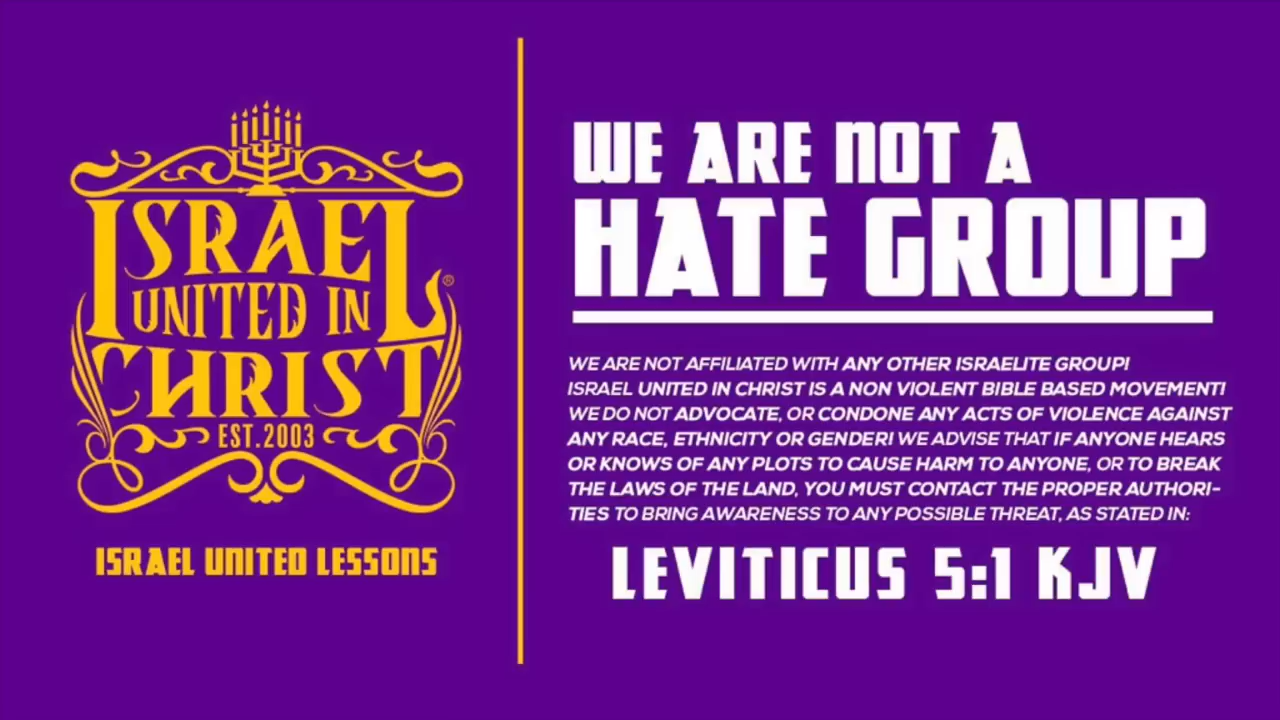 ISRAEL
UNITED IN
CHRIST
®
EST.2003
ISRAEL UNITED LESSONS
WE ARE NOT A
HATE GROUP
WE ARE NOT AFFILIATED WITH ANY OTHER ISRAELITE GROUP!
ISRAEL UNITED IN CHRIST IS A NON VIOLENT BIBLE BASED MOVEMENT!
WE DO NOT ADVOCATE, OR CONDONE ANY ACTS OF VIOLENCE AGAINST
ANY RACE, ETHNICITY OR GENDER! WE ADVISE THAT IF ANYONE HEARS
OR KNOWS OF ANY PLOTS TO CAUSE HARM TO ANYONE, OR TO BREAK
THE LAWS OF THE LAND, YOU MUST CONTACT THE PROPER AUTHORI-
TIES TO BRING AWARENESS TO ANY POSSIBLE THREAT, AS STATED IN:
LEVITICUS 5:1 KJV